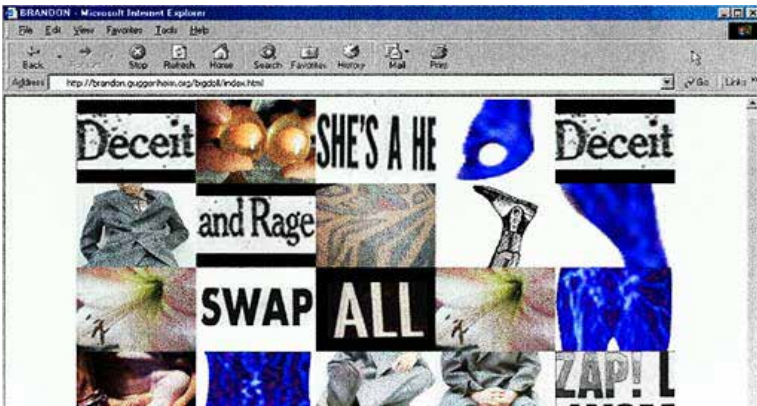 BRANDON - Microsoft Internet Explorer
File Edit View Favorites Tools Help
Back Stop Refresh Home Search Favorites History Mail Print
Address http://brandon.guggenheim.org/bigdoll/index.html Go Links
Deceit SHE'S A HE Deceit
and Rage
SWAP ALL
ZAP! L